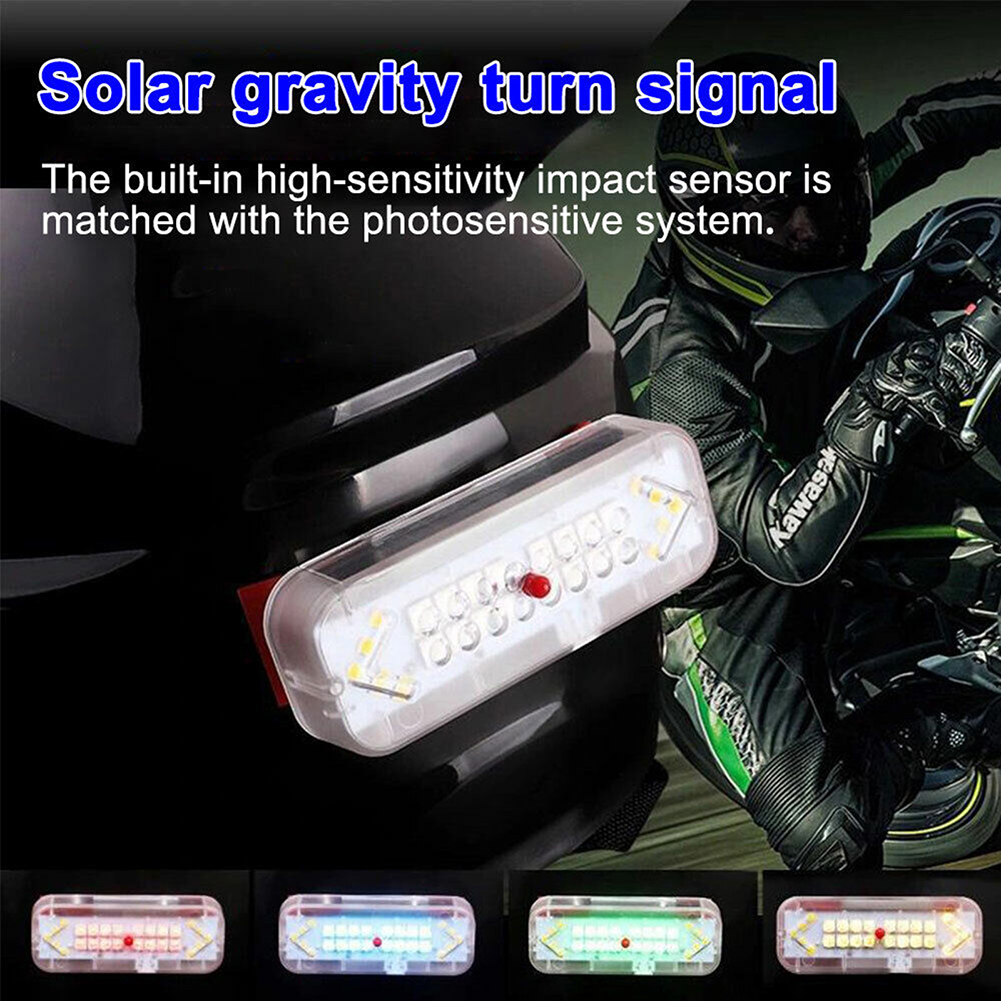 Solar gravity turn signal
The built-in high-sensitivity impact sensor is
matched with the photosensitive system.
Kawasaki